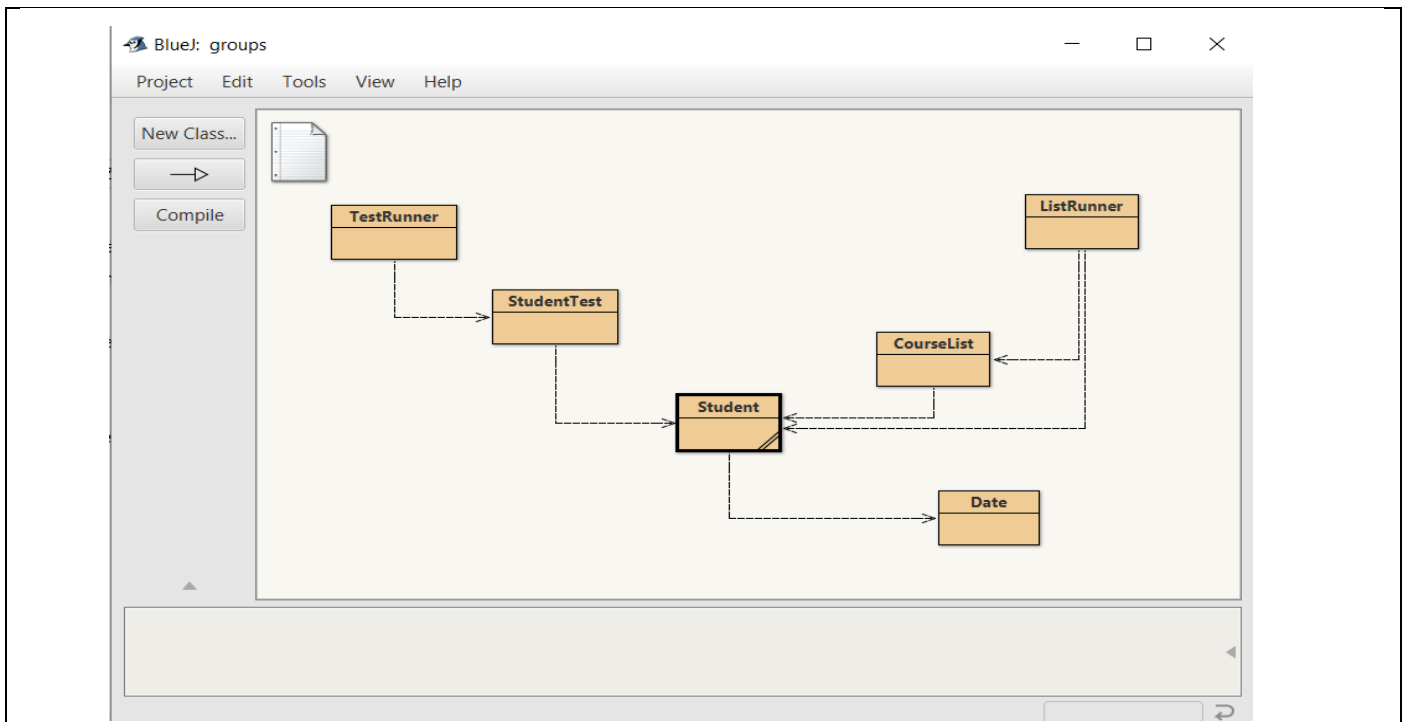 BlueJ: groups
Project Edit Tools View Help
New Class...
Compile
TestRunner
ListRunner
StudentTest
CourseList
Student
Date